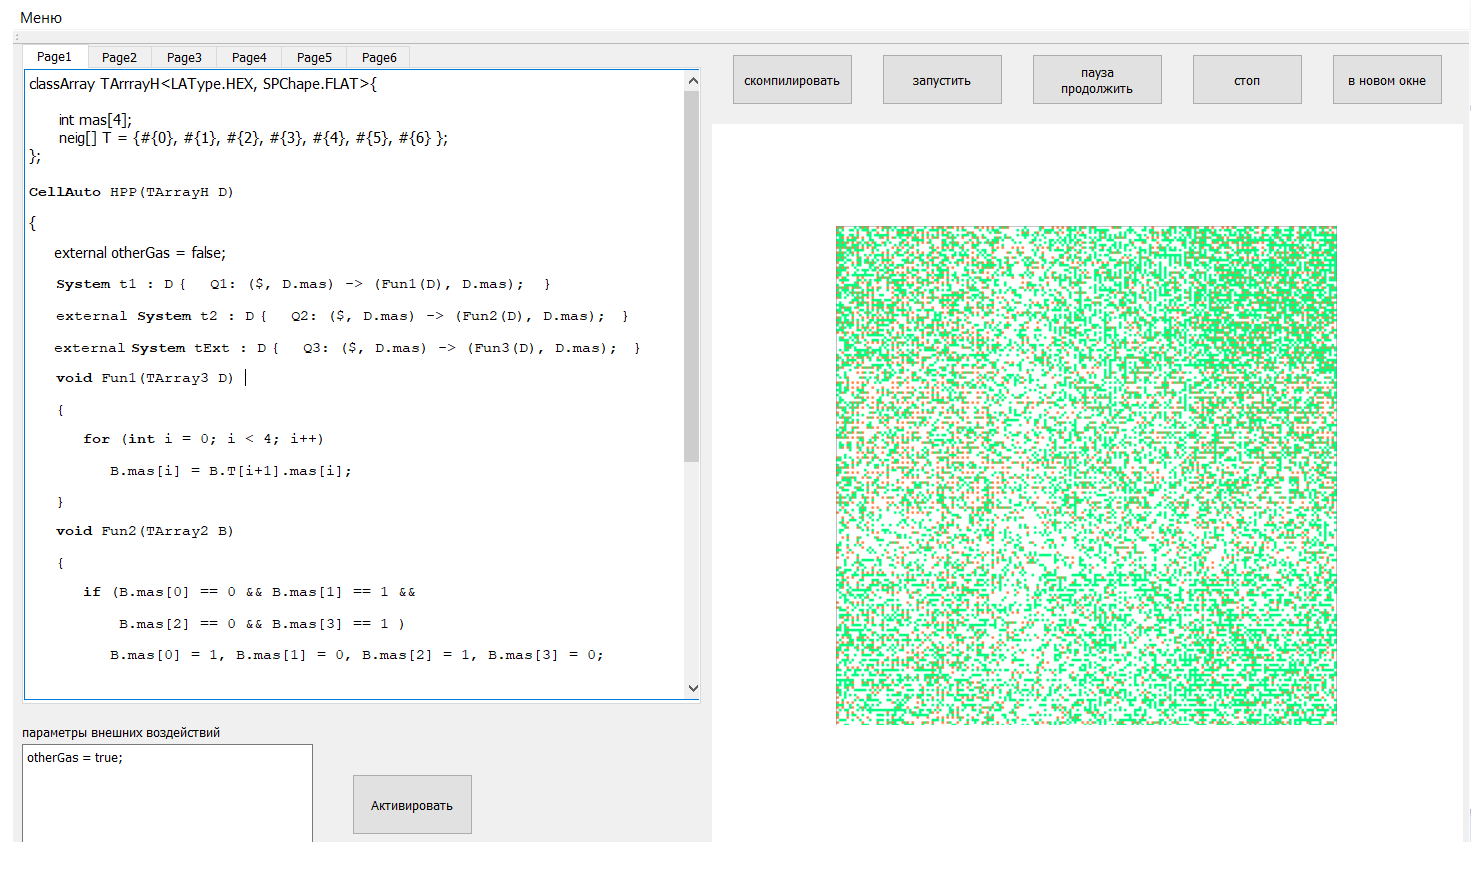 Меню
Page1 Page2 Page3 Page4 Page5 Page6
скомпилировать запустить пауза продолжить стоп в новом окне
classArray TArrrayH<LAType.HEX, SPChape.FLAT>{
int mas[4];
neig[] T = {#{0}, #{1}, #{2}, #{3}, #{4}, #{5}, #{6} };
};
CellAuto HPP(TArrayH D)
{
external otherGas = false;
System t1 : D { Q1: ($, D.mas) -> (Fun1(D), D.mas); }
external System t2 : D { Q2: ($, D.mas) -> (Fun2(D), D.mas); }
external System tExt : D { Q3: ($, D.mas) -> (Fun3(D), D.mas); }
void Fun1(TArray3 D)
{
for (int i = 0; i < 4; i++)
B.mas[i] = B.T[i+1].mas[i];
}
void Fun2(TArray2 B)
{
if (B.mas[0] == 0 && B.mas[1] == 1 &&
B.mas[2] == 0 && B.mas[3] == 1 )
B.mas[0] = 1, B.mas[1] = 0, B.mas[2] = 1, B.mas[3] = 0;
параметры внешних воздействий
otherGas = true;
Активировать